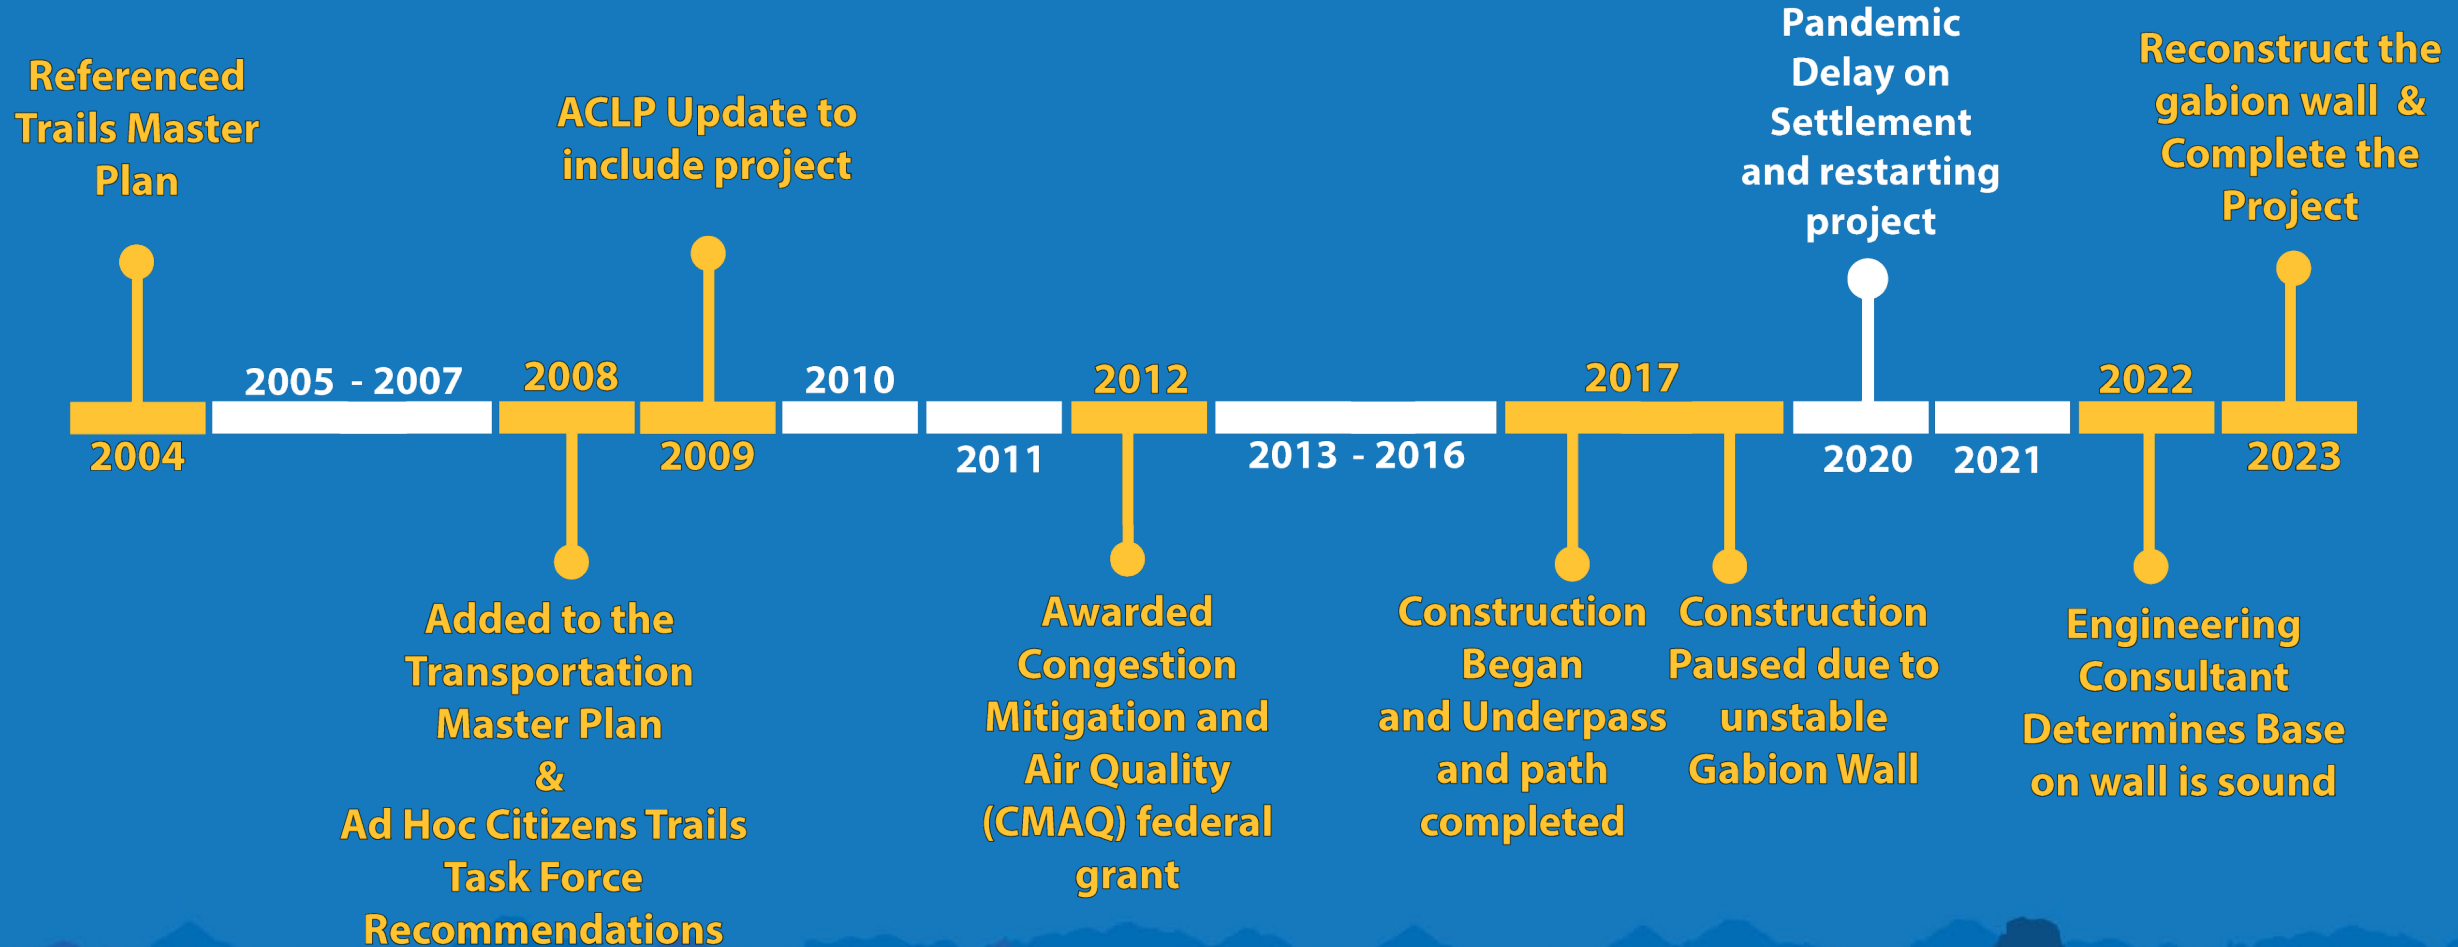 Referenced
Trails Master
Plan
2004
2005 - 2007
2008
Added to the
Transportation
Master Plan
&
Ad Hoc Citizens Trails
Task Force
Recommendations
ACLP Update to
include project
2009
2010
2011
2012
Awarded
Congestion
Mitigation and
Air Quality
(CMAQ) federal
grant
2013 - 2016
2017
Construction
Began
and Underpass
and path
completed
Construction
Paused due to
unstable
Gabion Wall
Pandemic
Delay on
Settlement
and restarting
project
2020
2021
2022
Engineering
Consultant
Determines Base
on wall is sound
Reconstruct the
gabion wall &
Complete the
Project
2023